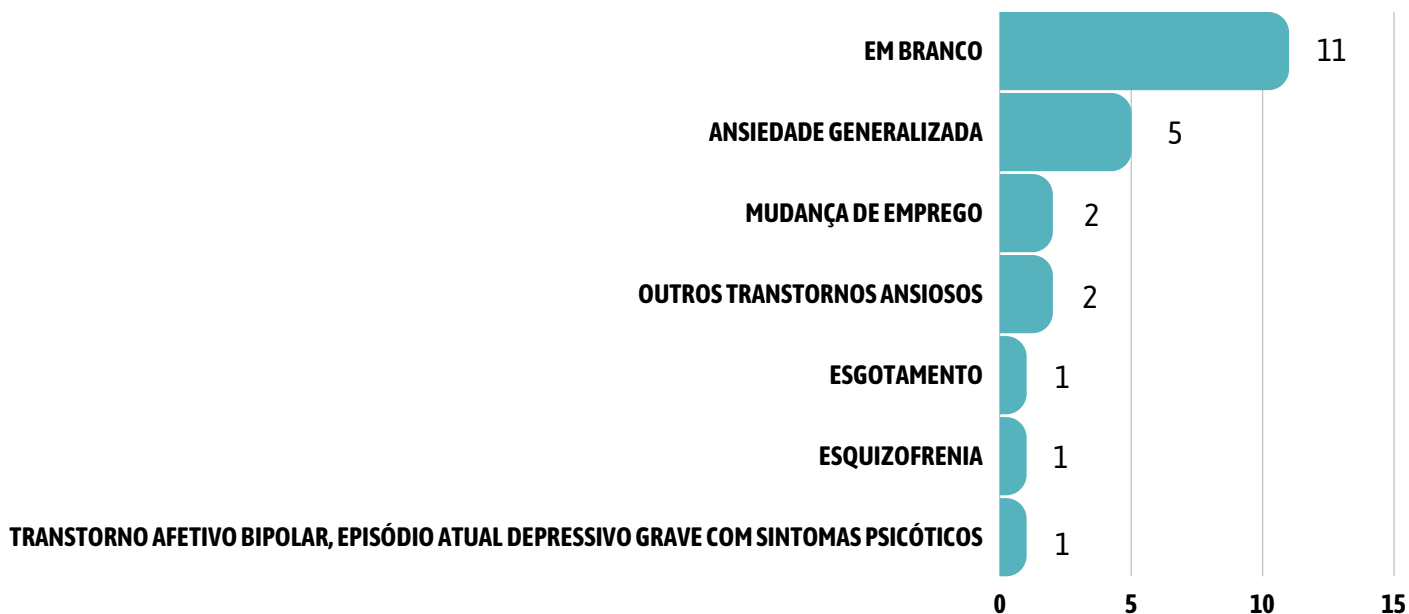 EM BRANCO 11
ANSIEDADE GENERALIZADA 5
MUDANÇA DE EMPREGO 2
OUTROS TRANSTORNOS ANSIOSOS 2
ESGOTAMENTO 1
ESQUIZOFRENIA 1
TRANSTORNO AFETIVO BIPOLAR, EPISÓDIO ATUAL DEPRESSIVO GRAVE COM SINTOMAS PSICÓTICOS 1
0 5 10 15